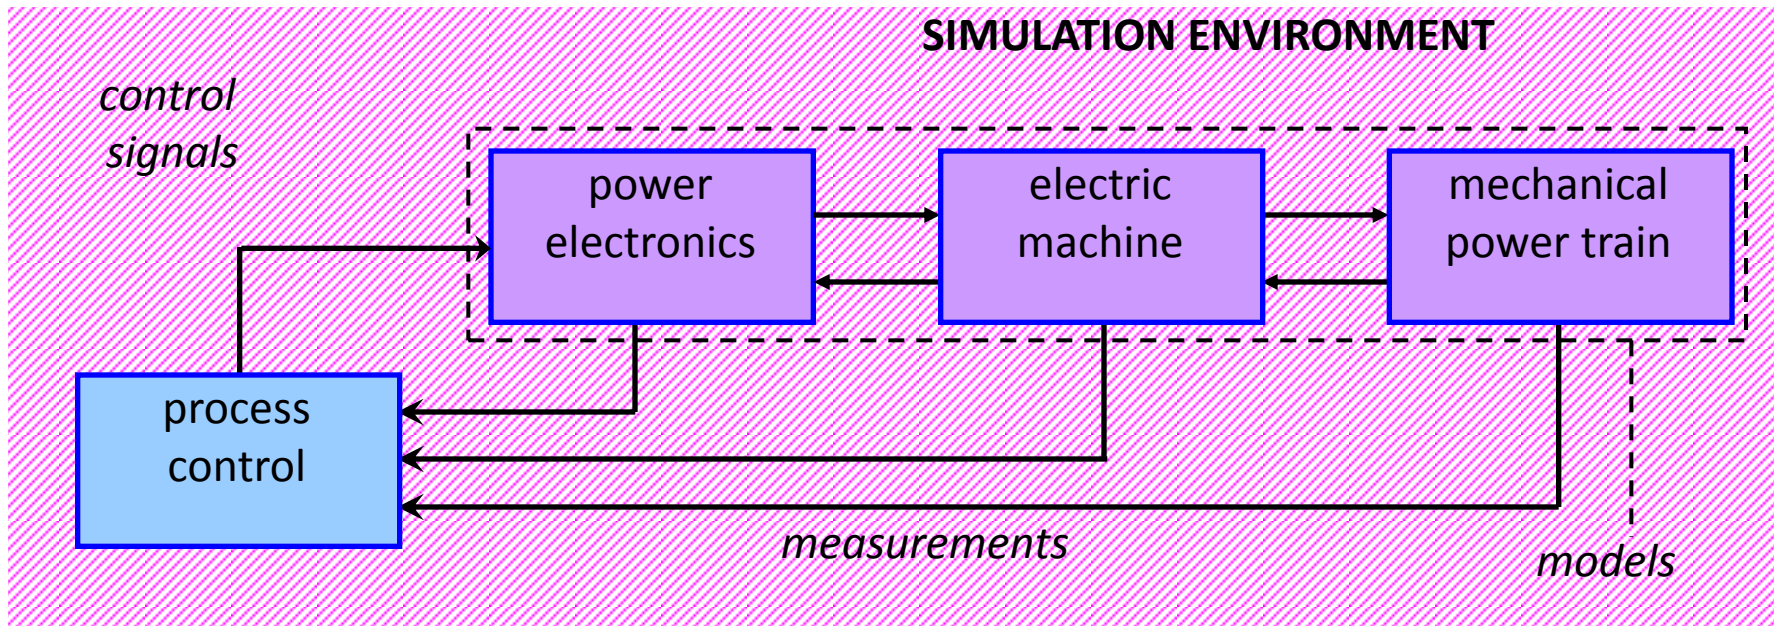 SIMULATION ENVIRONMENT
control
signals
power
electronics
electric
machine
mechanical
power train
process
control
measurements
models